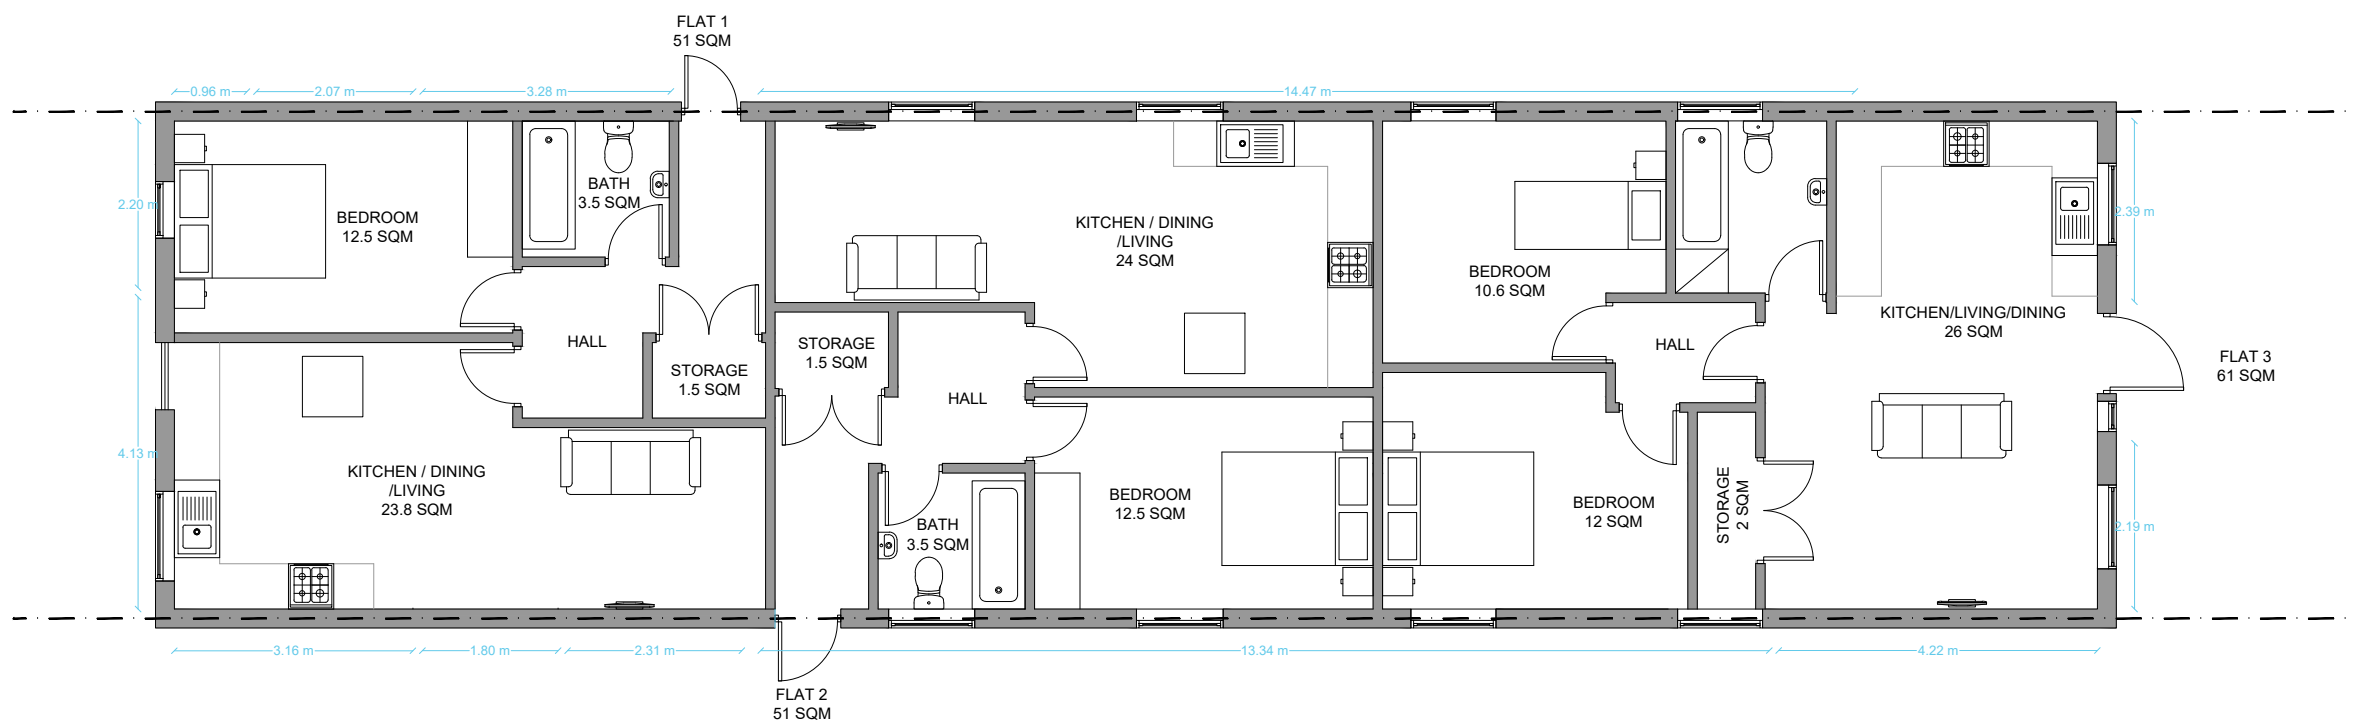 FLAT 1
51 SQM
0.96 m
2.07 m
3.28 m
14.47 m
2.20 m
BEDROOM
12.5 SQM
BATH
3.5 SQM
KITCHEN / DINING
/LIVING
24 SQM
BEDROOM
10.6 SQM
2.39 m
KITCHEN/LIVING/DINING
26 SQM
HALL
STORAGE
1.5 SQM
STORAGE
1.5 SQM
HALL
HALL
FLAT 3
61 SQM
4.13 m
KITCHEN / DINING
/LIVING
23.8 SQM
BATH
3.5 SQM
BEDROOM
12.5 SQM
BEDROOM
12 SQM
STORAGE
2 SQM
2.19 m
3.16 m
1.80 m
2.31 m
13.34 m
4.22 m
FLAT 2
51 SQM